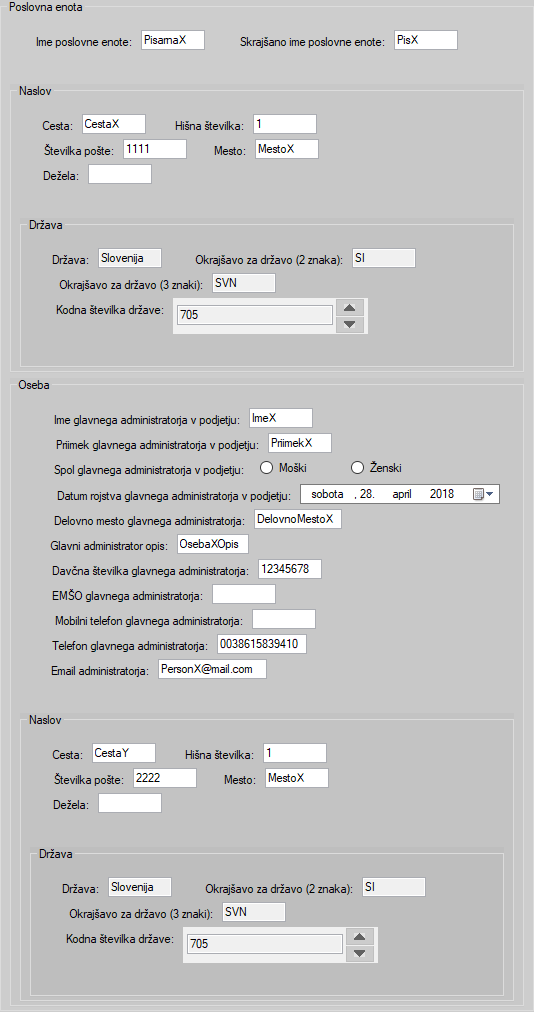 Poslovna enota
Ime poslovne enote: PisarnaX Skrajšano ime poslovne enote: PisX
Naslov
Cesta: CestaX Hišna številka: 1
Številka pošte: 1111 Mesto: MestoX
Dežela:
Država
Država: Slovenija Okrajšavo za državo (2 znaka): SI
Okrajšavo za državo (3 znaki): SVN
Kodna številka države: 705
Oseba
Ime glavnega administratorja v podjetju: ImeX
Priimek glavnega administratorja v podjetju: PriimekX
Spol glavnega administratorja v podjetju: Moški Ženski
Datum rojstva glavnega administratorja v podjetju: sobota , 28. april 2018
Delovno mesto glavnega administratorja: DelovnoMestoX
Glavni administrator opis: OsebaXOpis
Davčna številka glavnega administratorja: 12345678
EMŠO glavnega administratorja:
Mobilni telefon glavnega administratorja:
Telefon glavnega administratorja: 0038615839410
Email administratorja: PersonX@mail.com
Naslov
Cesta: CestaY Hišna številka: 1
Številka pošte: 2222 Mesto: MestoX
Dežela:
Država
Država: Slovenija Okrajšavo za državo (2 znaka): SI
Okrajšavo za državo (3 znaki): SVN
Kodna številka države: 705